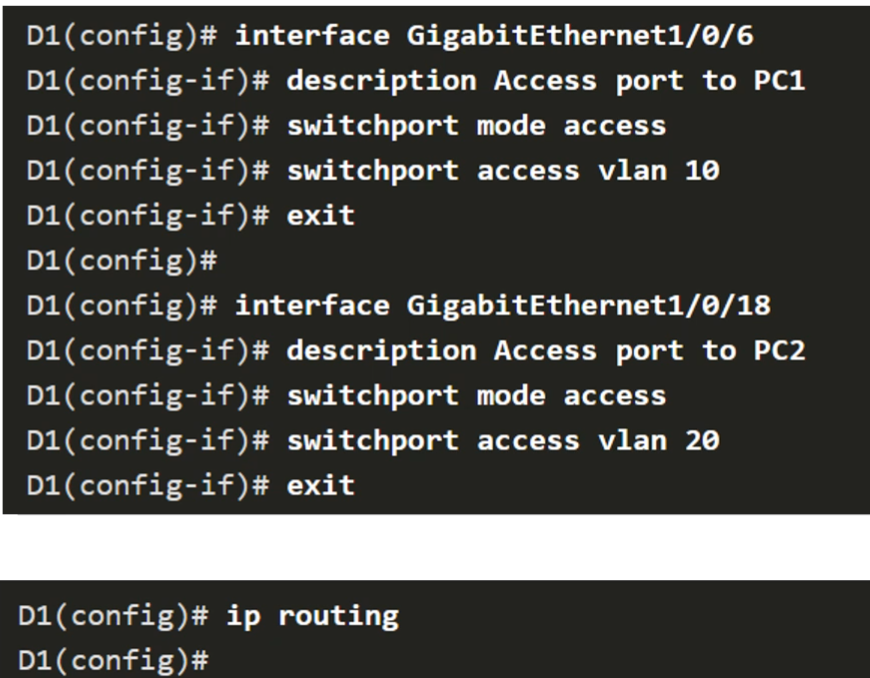 D1(config)# interface GigabitEthernet1/0/6
D1(config-if)# description Access port to PC1
D1(config-if)# switchport mode access
D1(config-if)# switchport access vlan 10
D1(config-if)# exit
D1(config)#
D1(config)# interface GigabitEthernet1/0/18
D1(config-if)# description Access port to PC2
D1(config-if)# switchport mode access
D1(config-if)# switchport access vlan 20
D1(config-if)# exit
D1(config)# ip routing
D1(config)#